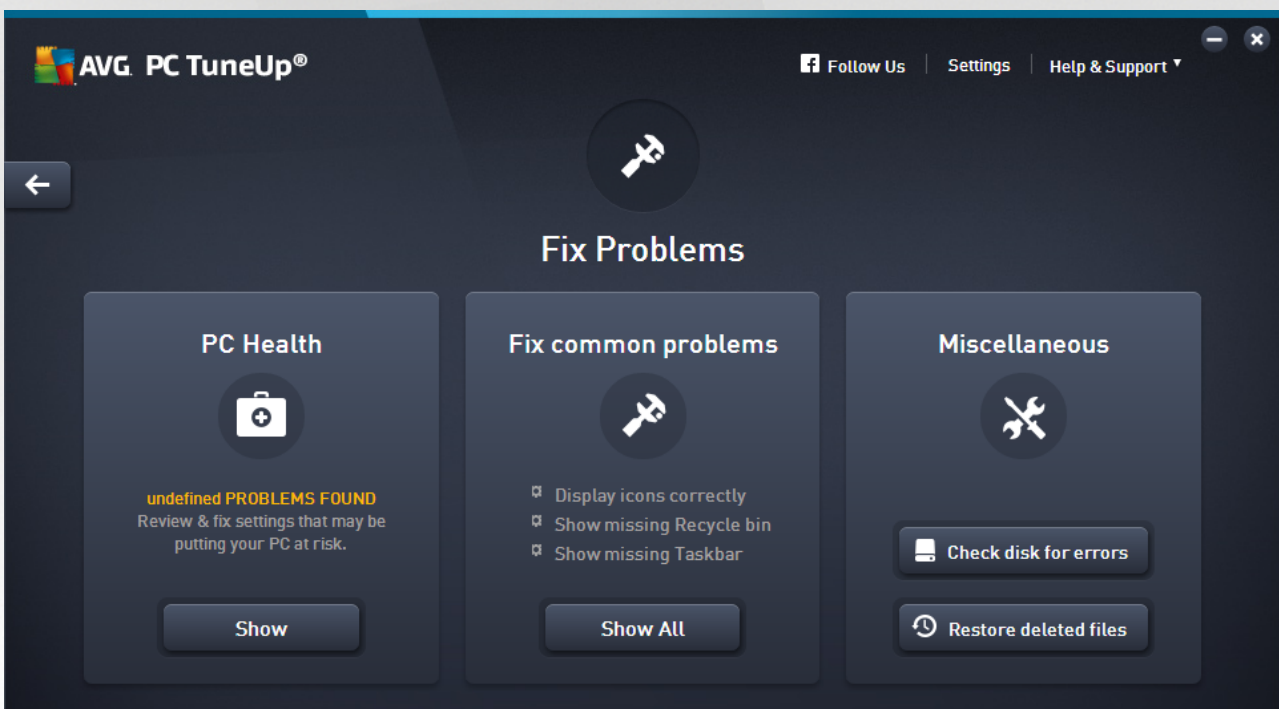 AVG PC TuneUp®
Follow Us Settings Help & Support
Fix Problems
PC Health
undefined PROBLEMS FOUND
Review & fix settings that may be
putting your PC at risk.
Show
Fix common problems
Display icons correctly
Show missing Recycle bin
Show missing Taskbar
Show All
Miscellaneous
Check disk for errors
Restore deleted files